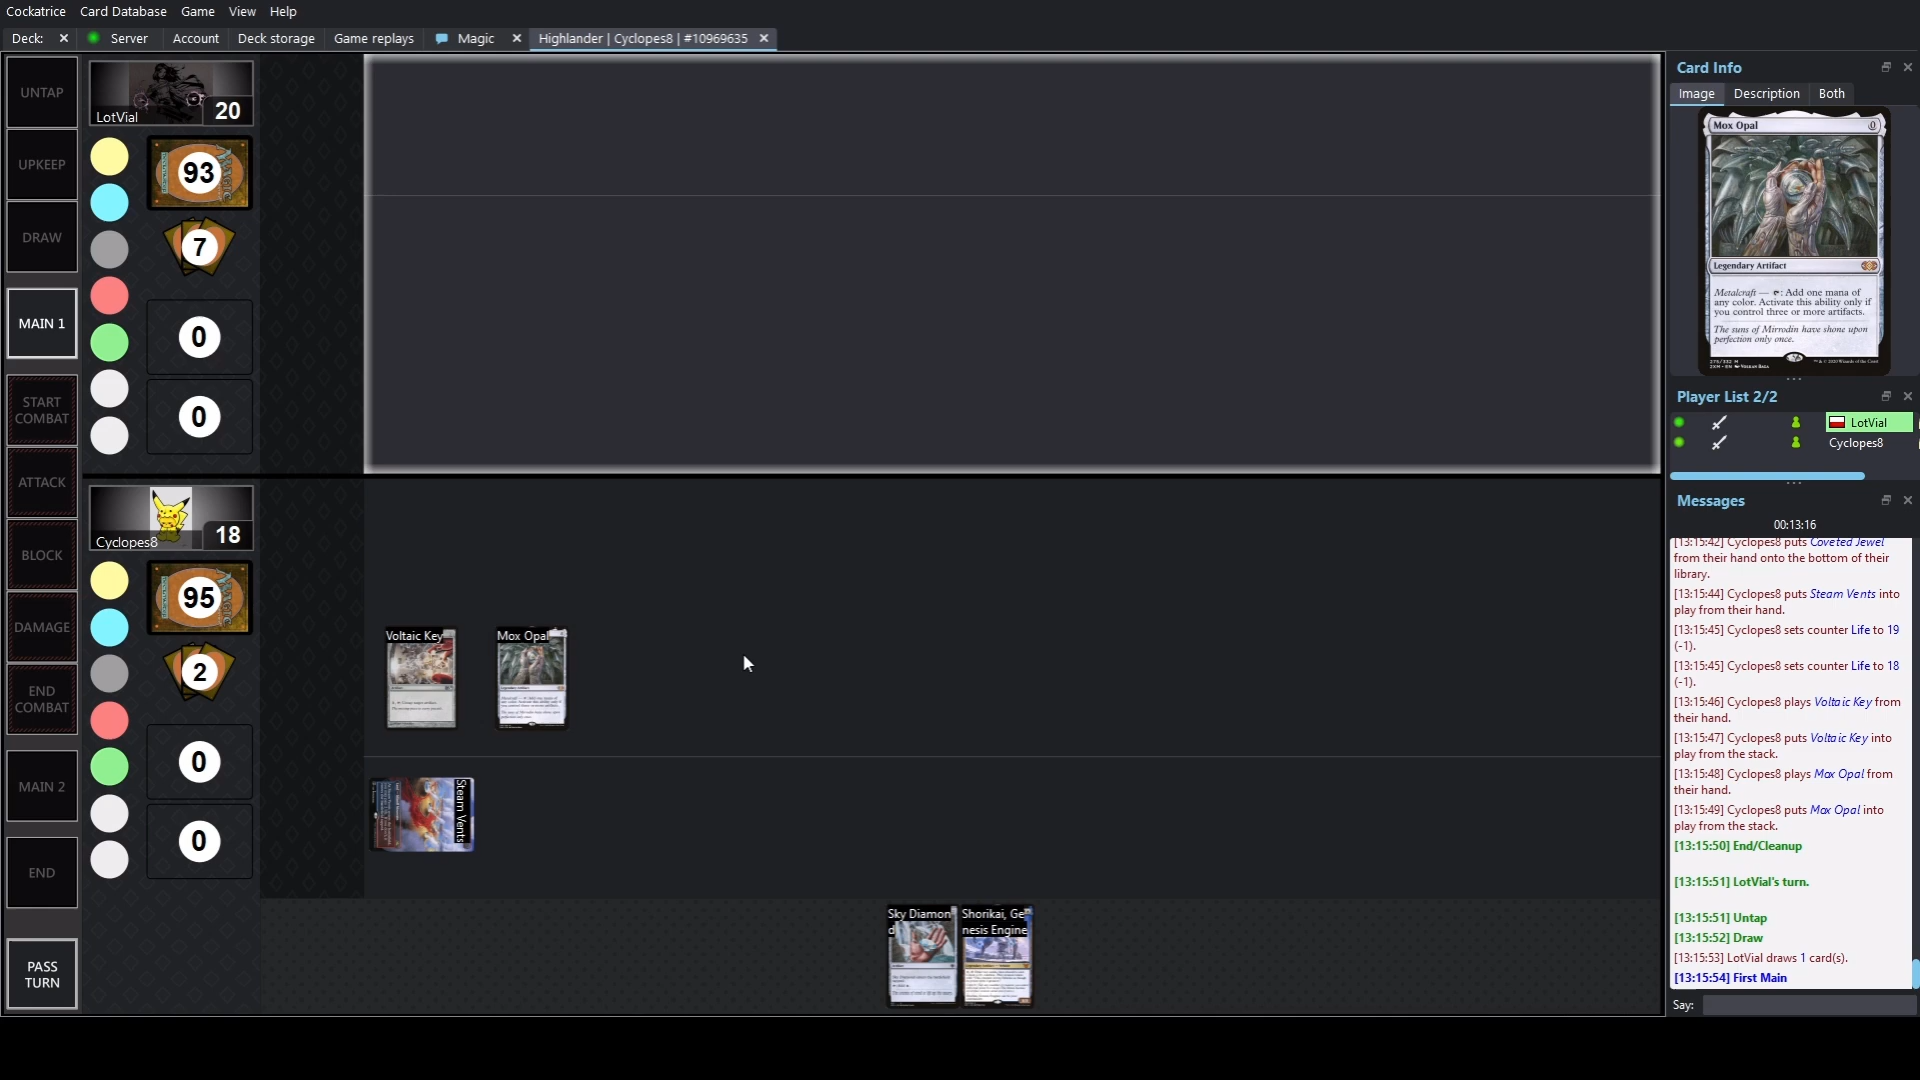 Cockatrice Card Database Game View Help
Deck: Server Account Deck storage Game replays Magic Highlander | Cyclopes8 | #10969635
UNTAP
UPKEEP
DRAW
MAIN 1
START
COMBAT
ATTACK
BLOCK
DAMAGE
END
COMBAT
MAIN 2
END
PASS
TURN
LotVial
20
93
7
0
0
Cyclopes8
18
95
2
0
0
Voltaic Key
Mox Opal
Steam Vents
Sky Diamon
d
Shorikai, Ge
nesis Engine
Card Info
Image Description Both
Mox Opal 0
Legendary Artifact
Metalcraft — : Add one mana of
any color. Activate this ability only if
you control three or more artifacts.
The suns of Mirrodin have shone upon
perfection only once.
Player List 2/2
LotVial
Cyclopes8
Messages
00:13:16
[13:15:42] Cyclopes8 puts Coveted Jewel
from their hand onto the bottom of their
library.
[13:15:44] Cyclopes8 puts Steam Vents into
play from their hand.
[13:15:45] Cyclopes8 sets counter Life to 19
(-1).
[13:15:45] Cyclopes8 sets counter Life to 18
(-1).
[13:15:46] Cyclopes8 plays Voltaic Key from
their hand.
[13:15:47] Cyclopes8 puts Voltaic Key into
play from the stack.
[13:15:48] Cyclopes8 plays Mox Opal from
their hand.
[13:15:49] Cyclopes8 puts Mox Opal into
play from the stack.
[13:15:50] End/Cleanup
[13:15:51] LotVial's turn.
[13:15:51] Untap
[13:15:52] Draw
[13:15:53] LotVial draws 1 card(s).
[13:15:54] First Main
Say: